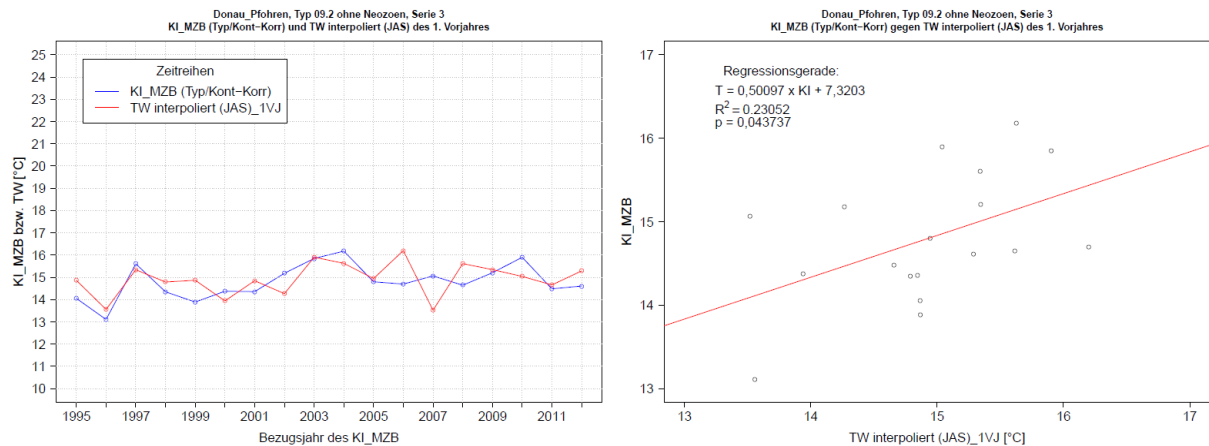 Donau_Pfohren, Typ 09.2 ohne Neozoen, Serie 3
KI_MZB (Typ/Kont−Korr) und TW interpoliert (JAS) des 1. Vorjahres
25
24
23
22
21
20
19
18
17
16
15
14
13
12
11
10
KI_MZB bzw. TW [°C]
Zeitreihen
KI_MZB (Typ/Kont−Korr)
TW interpoliert (JAS)_1VJ
1995 1997 1999 2001 2003 2005 2007 2009 2011
Bezugsjahr des KI_MZB
Donau_Pfohren, Typ 09.2 ohne Neozoen, Serie 3
KI_MZB (Typ/Kont−Korr) gegen TW interpoliert (JAS) des 1. Vorjahres
17
16
15
14
13
KI_MZB
Regressionsgerade:
T = 0,50097 x KI + 7,3203
R² = 0.23052
p = 0,043737
13 14 15 16 17
TW interpoliert (JAS)_1VJ [°C]